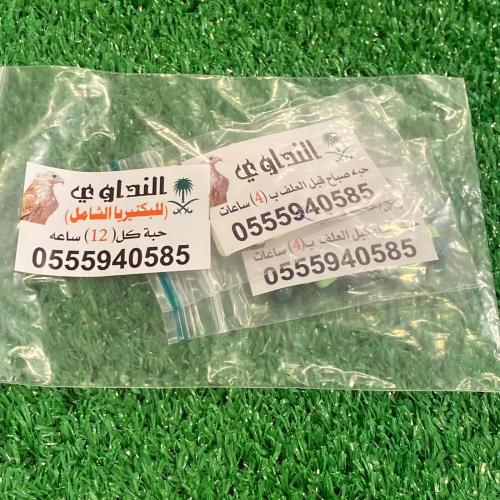 النداوي
(للبكتيريا الشامل)
حبة كل (12) ساعه
0555940585
النداوي
حبه صباح قبل العلف ب(4) ساعات
0555940585
قبل العلف ب(4) ساعات
0555940585